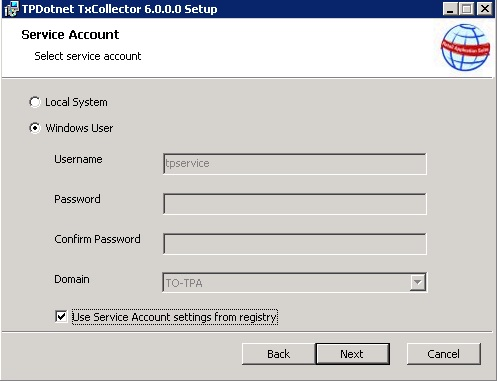 TPDotnet TxCollector 6.0.0.0 Setup
Service Account
Select service account
Local System
Windows User
Username
tpservice
Password
Confirm Password
Domain
TO-TPA
Use Service Account settings from registry
Back
Next
Cancel